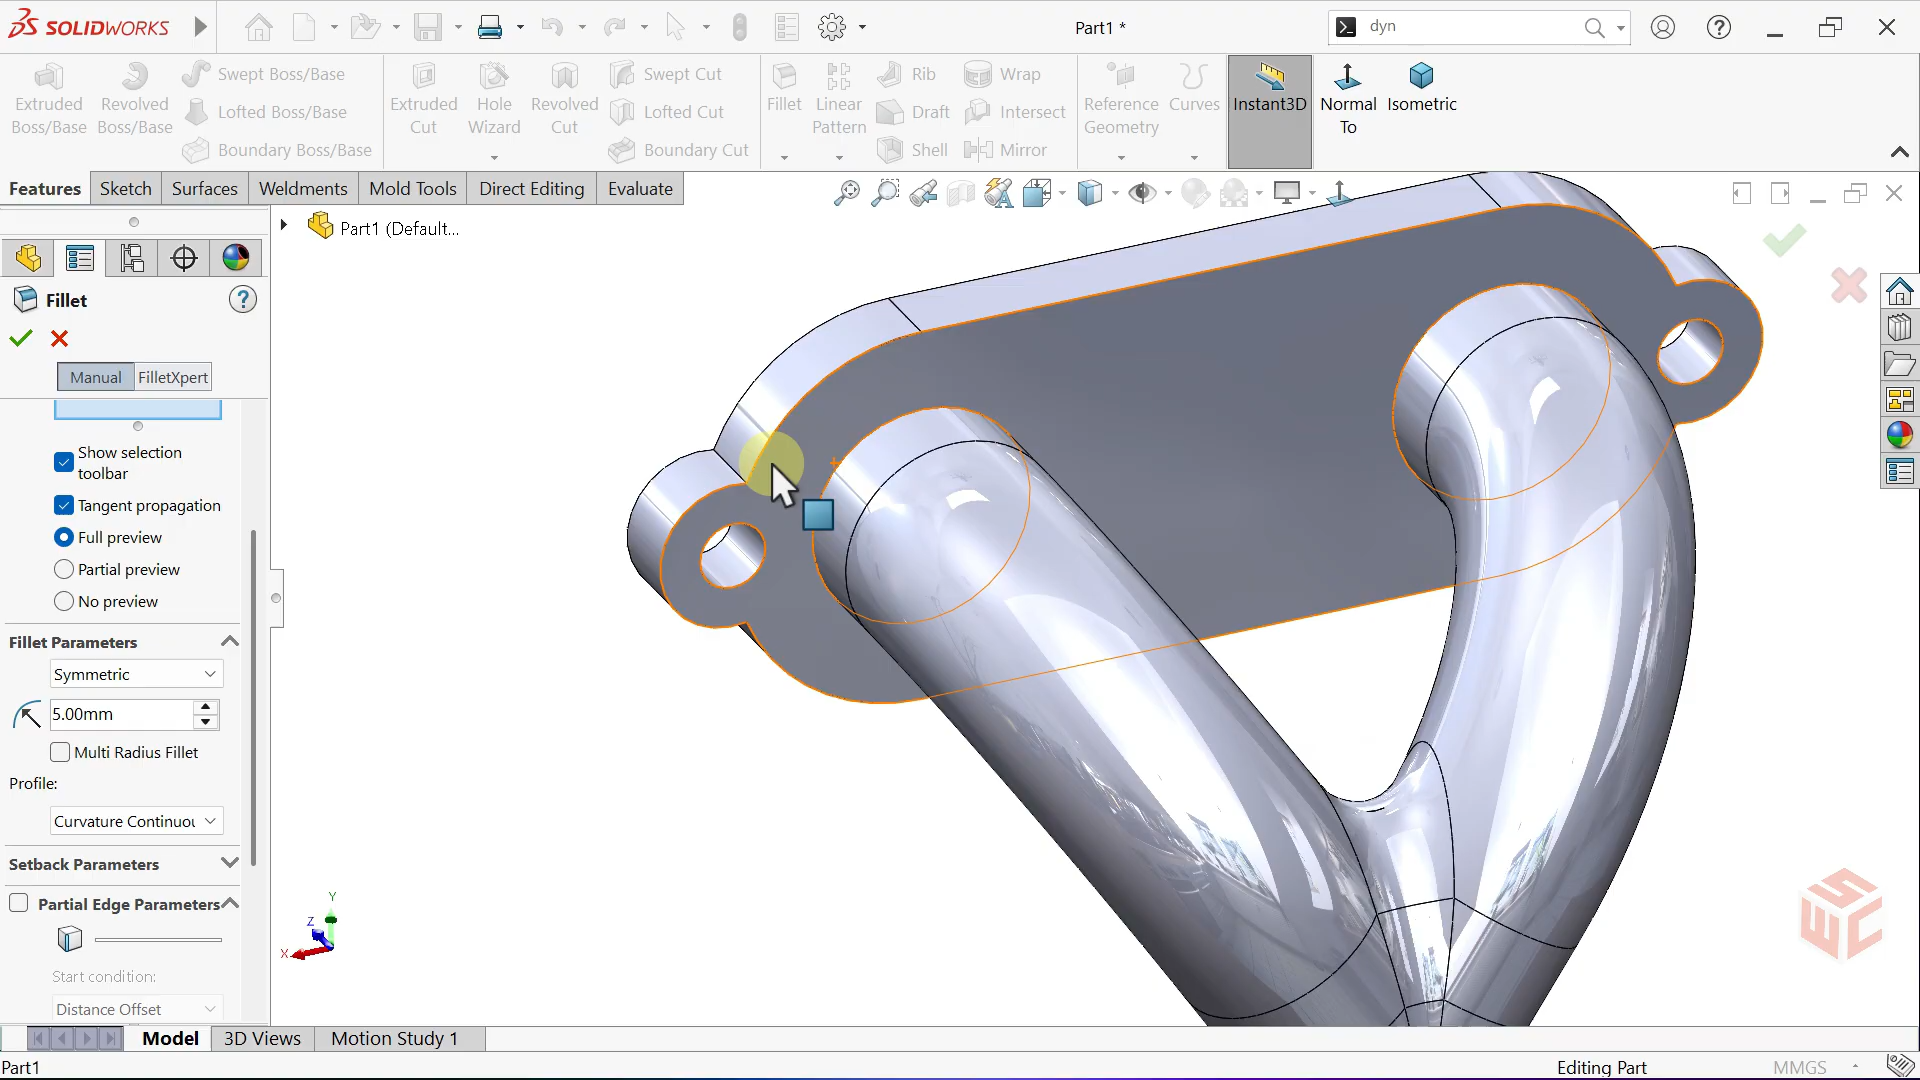 SOLIDWORKS
Part1 *
dyn
Extruded Boss/Base
Revolved Boss/Base
Swept Boss/Base
Lofted Boss/Base
Boundary Boss/Base
Extruded Cut
Hole Wizard
Revolved Cut
Swept Cut
Lofted Cut
Boundary Cut
Fillet
Linear Pattern
Rib
Draft
Shell
Wrap
Intersect
Mirror
Reference Geometry
Curves
Instant3D
Normal To
Isometric
Features
Sketch
Surfaces
Weldments
Mold Tools
Direct Editing
Evaluate
Part1 (Default...
Fillet
Manual
FilletXpert
Show selection
toolbar
Tangent propagation
Full preview
Partial preview
No preview
Fillet Parameters
Symmetric
5.00mm
Multi Radius Fillet
Profile:
Curvature Continuou
Setback Parameters
Partial Edge Parameters
Start condition:
Distance Offset
Y
Z
X
SWC
Model
3D Views
Motion Study 1
Part1
Editing Part
MMGS